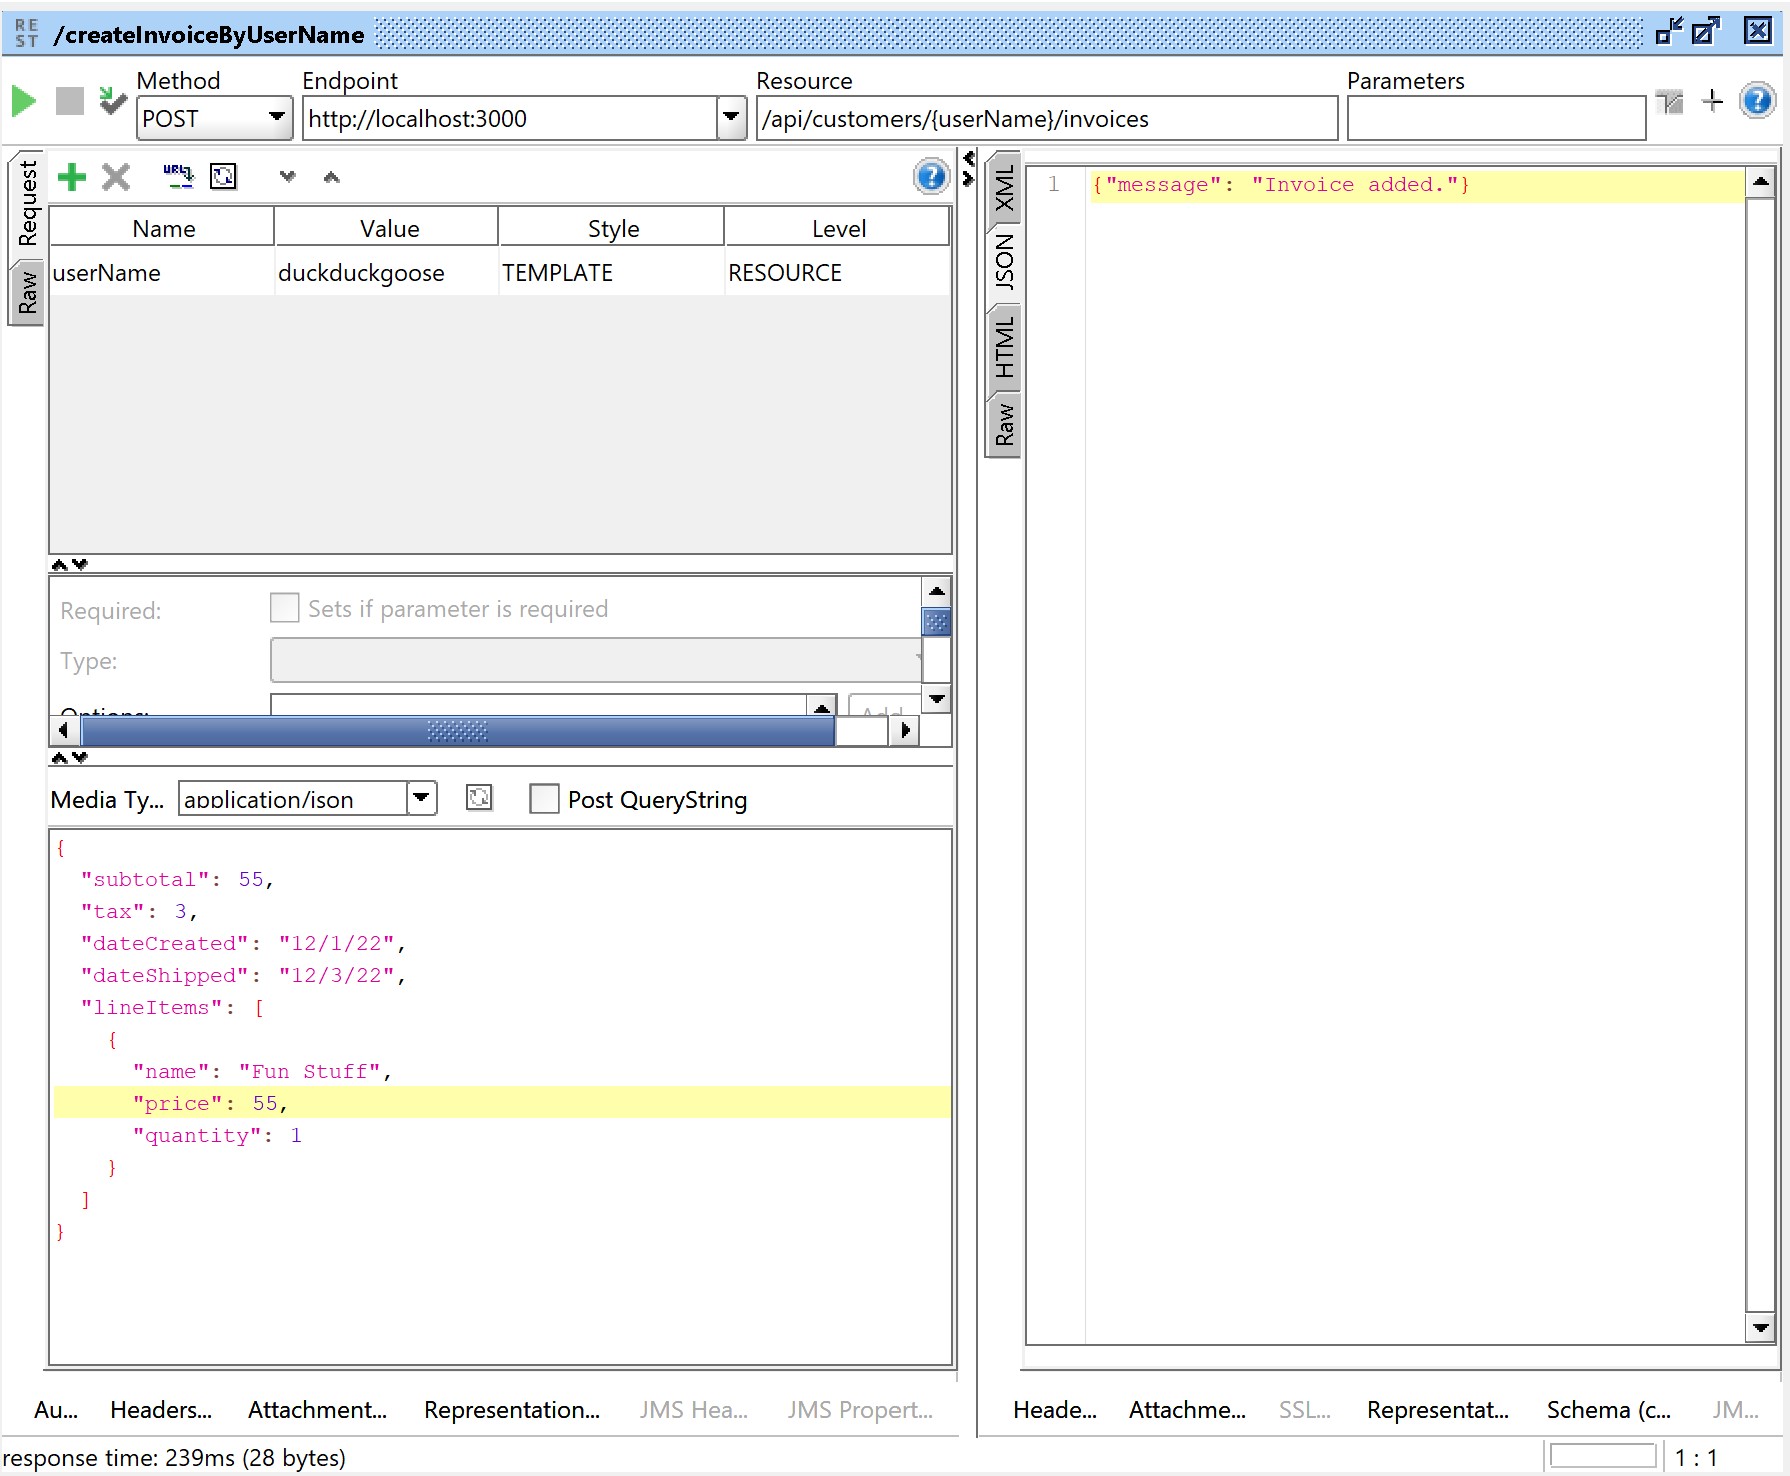 RE
ST
/createInvoiceByUserName
Method
Endpoint
Resource
Parameters
POST
http://localhost:3000
/api/customers/{userName}/invoices
Request
Raw
URL
Name Value Style Level
userName duckduckgoose TEMPLATE RESOURCE
Required:
Sets if parameter is required
Type:
Options:
Add
Media Ty...
application/json
Post QueryString
{
"subtotal": 55,
"tax": 3,
"dateCreated": "12/1/22",
"dateShipped": "12/3/22",
"lineItems": [
{
"name": "Fun Stuff",
"price": 55,
"quantity": 1
}
]
}
Au... Headers... Attachment... Representation... JMS Hea... JMS Propert...
XML
JSON
HTML
Raw
1 {"message": "Invoice added."}
Heade... Attachme... SSL... Representat... Schema (c... JM...
response time: 239ms (28 bytes)
1 : 1